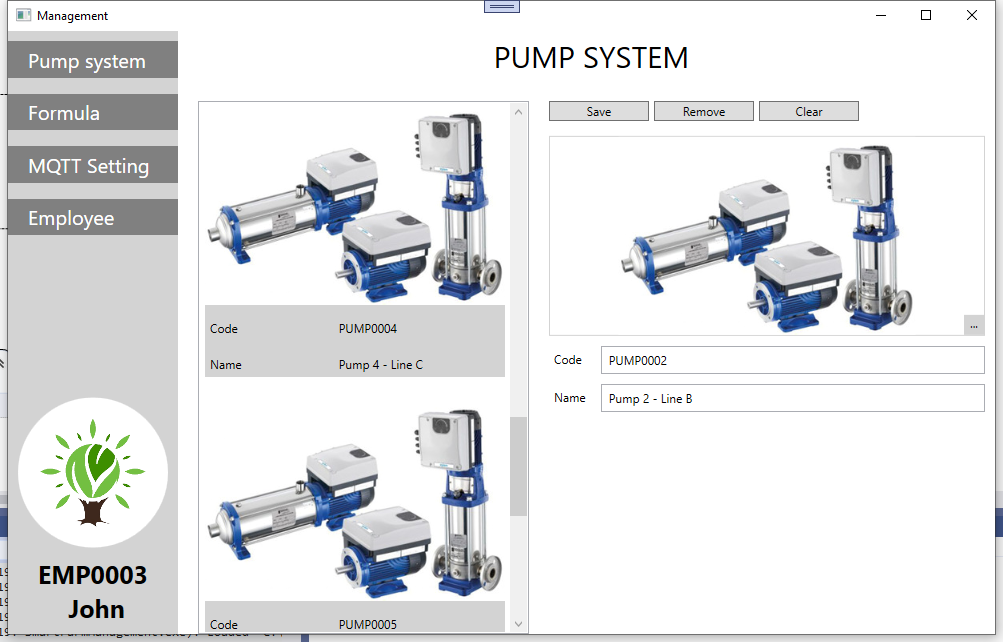 Management
Pump system
Formula
MQTT Setting
Employee
EMP0003
John
PUMP SYSTEM
Code PUMP0004
Name Pump 4 - Line C
Code PUMP0005
Save Remove Clear
...
Code PUMP0002
Name Pump 2 - Line B